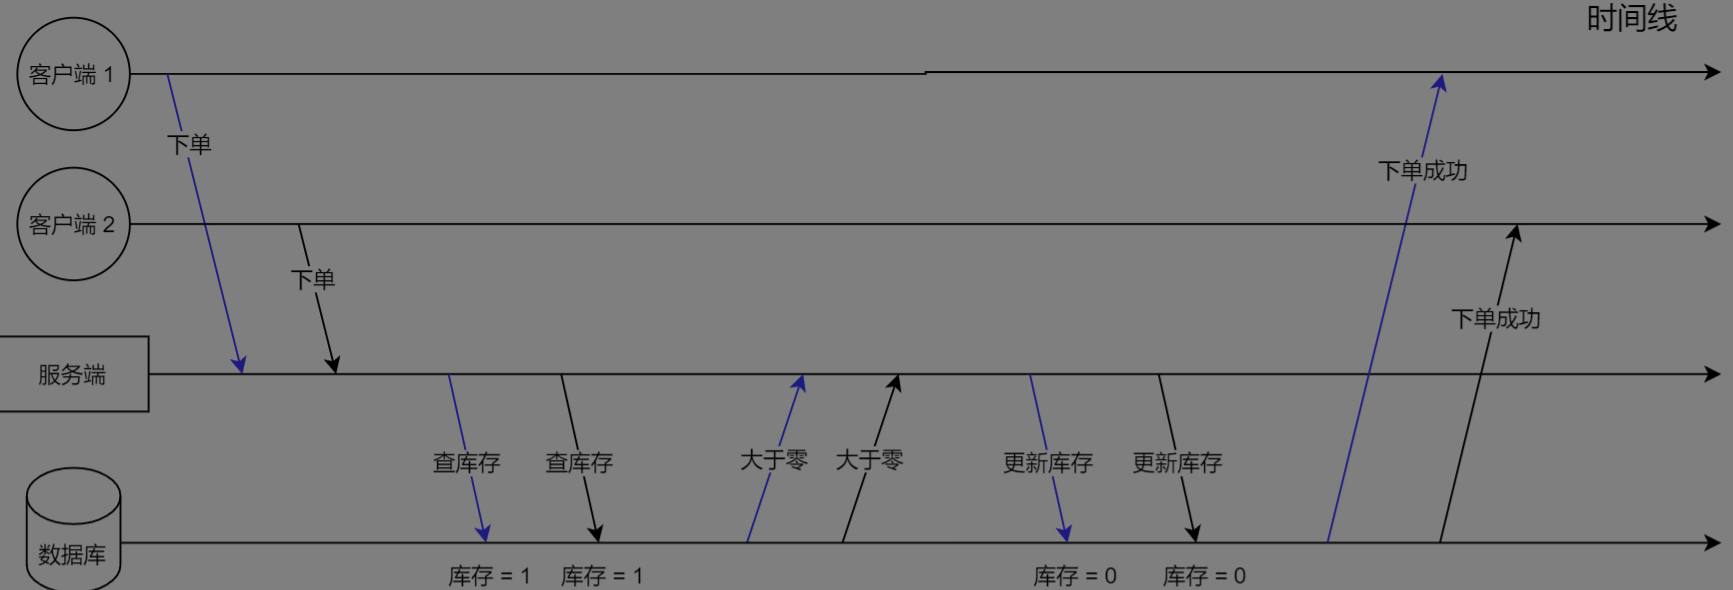 时间线
客户端 1
下单
下单成功
客户端 2
下单
下单成功
服务端
查库存
查库存
大于零
大于零
更新库存
更新库存
数据库
库存 = 1
库存 = 1
库存 = 0
库存 = 0